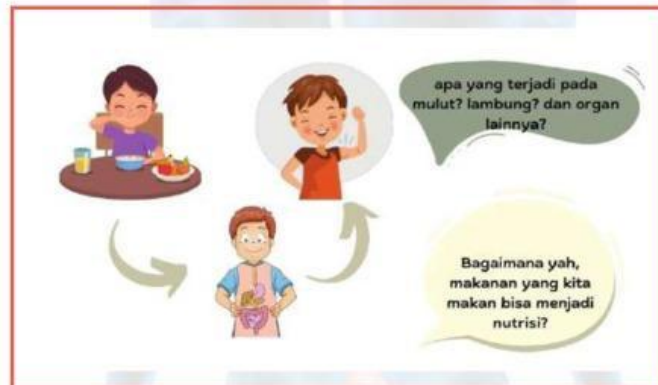 apa yang terjadi pada
mulut? lambung? dan organ
lainnya?
Bagaimana yah,
makanan yang kita
makan bisa menjadi
nutrisi?